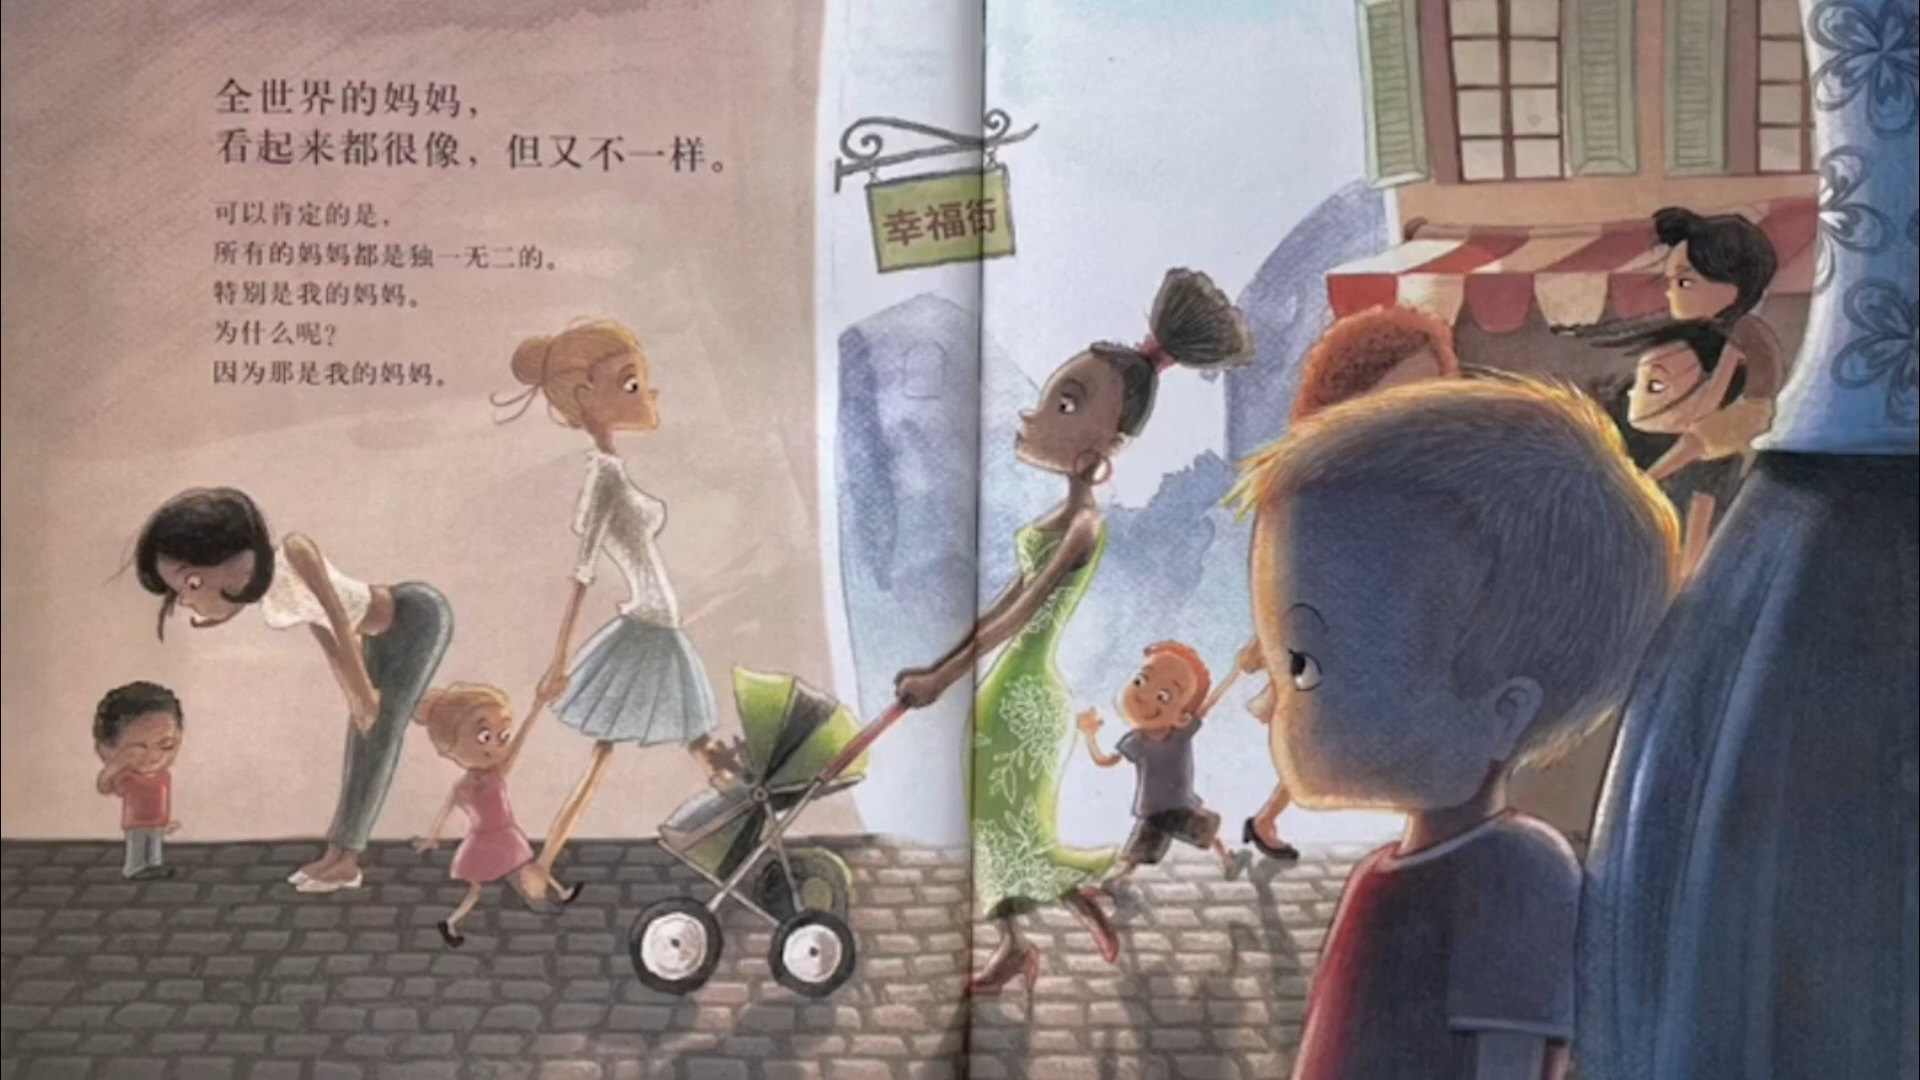 全世界的妈妈，
看起来都很像，但又不一样。
可以肯定的是，
所有的妈妈都是独一无二的。
特别是我的妈妈。
为什么呢？
因为那是我的妈妈。
幸福街